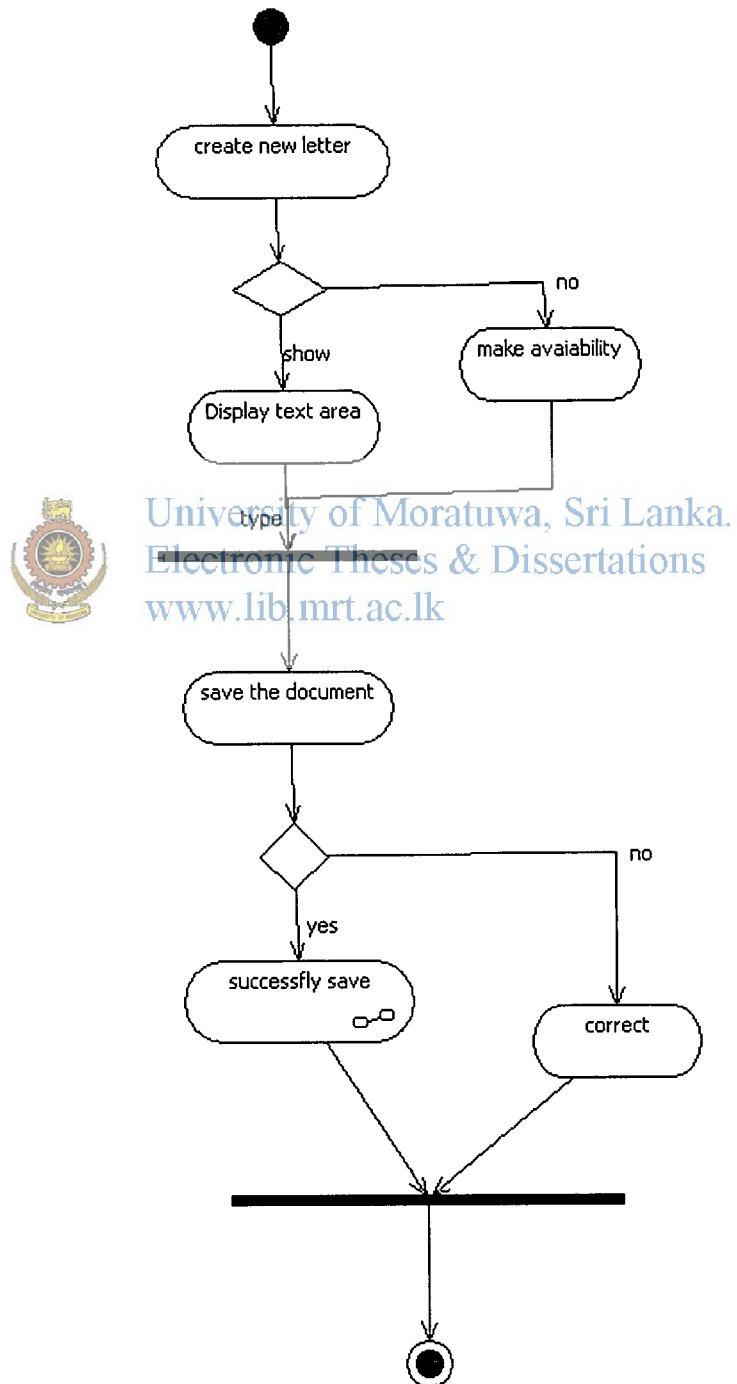 create new letter
no
make avaiability
show
Display text area
University of Moratuwa, Sri Lanka.
type
Electronic Theses & Dissertations
www.lib.mrt.ac.lk
save the document
no
yes
successfly save
correct